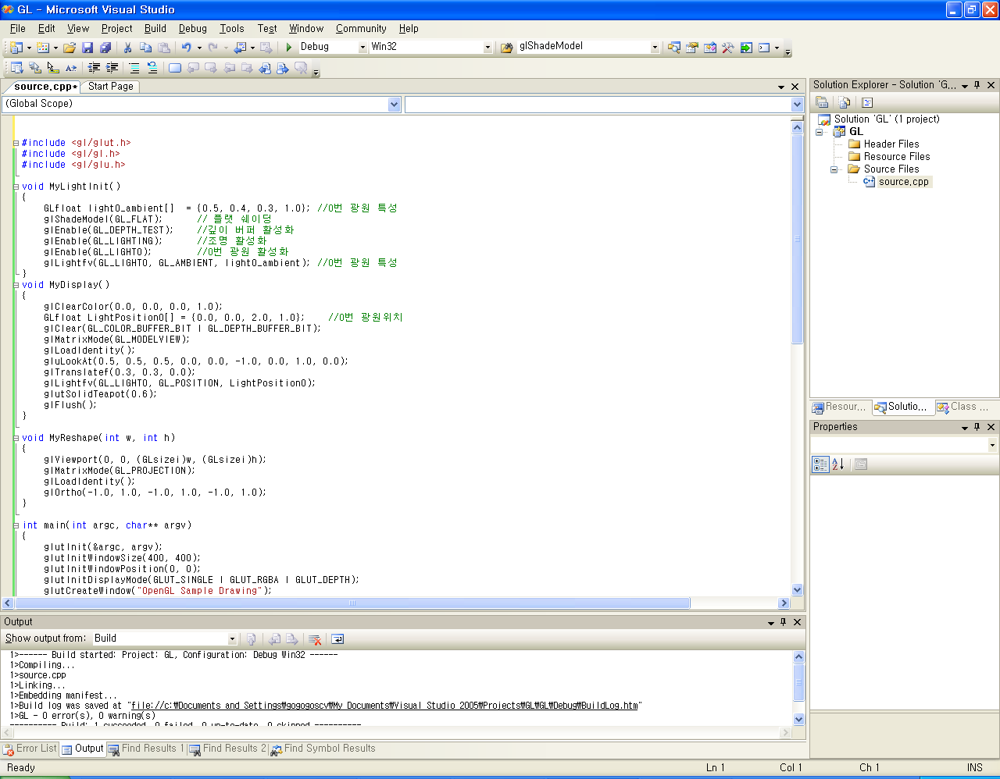 GL - Microsoft Visual Studio
File Edit View Project Build Debug Tools Test Window Community Help
Debug Win32 glShadeModel
source.cpp* Start Page
(Global Scope)
#include <gl/glut.h>
#include <gl/gl.h>
#include <gl/glu.h>
void MyLightInit()
{
GLfloat light0_ambient[] = {0.5, 0.4, 0.3, 1.0}; //0번 광원 특성
glShadeModel(GL_FLAT); // 플랫 쉐이딩
glEnable(GL_DEPTH_TEST); //깊이 버퍼 활성화
glEnable(GL_LIGHTING); //조명 활성화
glEnable(GL_LIGHT0); //0번 광원 활성화
glLightfv(GL_LIGHT0, GL_AMBIENT, light0_ambient); //0번 광원 특성
}
void MyDisplay()
{
glClearColor(0.0, 0.0, 0.0, 1.0);
GLfloat LightPosition0[] = {0.0, 0.0, 2.0, 1.0}; //0번 광원위치
glClear(GL_COLOR_BUFFER_BIT | GL_DEPTH_BUFFER_BIT);
glMatrixMode(GL_MODELVIEW);
glLoadIdentity();
gluLookAt(0.5, 0.5, 0.5, 0.0, 0.0, -1.0, 0.0, 1.0, 0.0);
glTranslatef(0.3, 0.3, 0.0);
glLightfv(GL_LIGHT0, GL_POSITION, LightPosition0);
glutSolidTeapot(0.6);
glFlush();
}
void MyReshape(int w, int h)
{
glViewport(0, 0, (GLsizei)w, (GLsizei)h);
glMatrixMode(GL_PROJECTION);
glLoadIdentity();
glOrtho(-1.0, 1.0, -1.0, 1.0, -1.0, 1.0);
}
int main(int argc, char** argv)
{
glutInit(&argc, argv);
glutInitWindowSize(400, 400);
glutInitWindowPosition(0, 0);
glutInitDisplayMode(GLUT_SINGLE | GLUT_RGBA | GLUT_DEPTH);
glutCreateWindow("OpenGL Sample Drawing");
Solution Explorer - Solution 'G...
Solution 'GL' (1 project)
GL
Header Files
Resource Files
Source Files
source.cpp
Resour... Solutio... Class ...
Properties
Output
Show output from: Build
1>------ Build started: Project: GL, Configuration: Debug Win32 ------
1>Compiling...
1>source.cpp
1>Linking...
1>Embedding manifest...
1>Build log was saved at "file://c:₩Documents and Settings₩gogogoscv₩My Documents₩Visual Studio 2005₩Projects₩GL₩GL₩Debug₩BuildLog.htm"
1>GL - 0 error(s), 0 warning(s)
========== Build: 1 succeeded, 0 failed, 0 up-to-date, 0 skipped ==========
Error List Output Find Results 1 Find Results 2 Find Symbol Results
Ready Ln 1 Col 1 Ch 1 INS